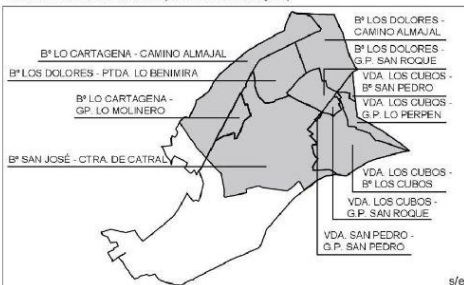 Bº LO CARTAGENA - CAMINO ALMAJAL
Bº LOS DOLORES - PTDA. LO BENIMIRA
Bº LO CARTAGENA -
GP. LO MOLINERO
Bº SAN JOSÉ - CTRA. DE CATRAL
Bº LOS DOLORES -
CAMINO ALMAJAL
Bº LOS DOLORES -
G.P. SAN ROQUE
VDA. LOS CUBOS -
Bº SAN PEDRO
VDA. LOS CUBOS -
G.P. LO PERPEN
VDA. LOS CUBOS -
Bº LOS CUBOS
VDA. LOS CUBOS -
G.P. SAN ROQUE
VDA. SAN PEDRO -
G.P. SAN PEDRO
s/e